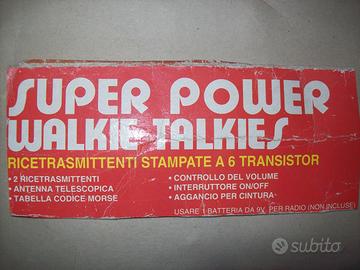 SUPER POWER
WALKIE TALKIES
RICETRASMITTENTI STAMPATE A 6 TRANSISTOR
• 2 RICETRASMITTENTI
• ANTENNA TELESCOPICA
• TABELLA CODICE MORSE
• CONTROLLO DEL VOLUME
• INTERRUTTORE ON/OFF
• AGGANCIO PER CINTURA
USARE 1 BATTERIA DA 9V PER RADIO (NON INCLUSE)
subito